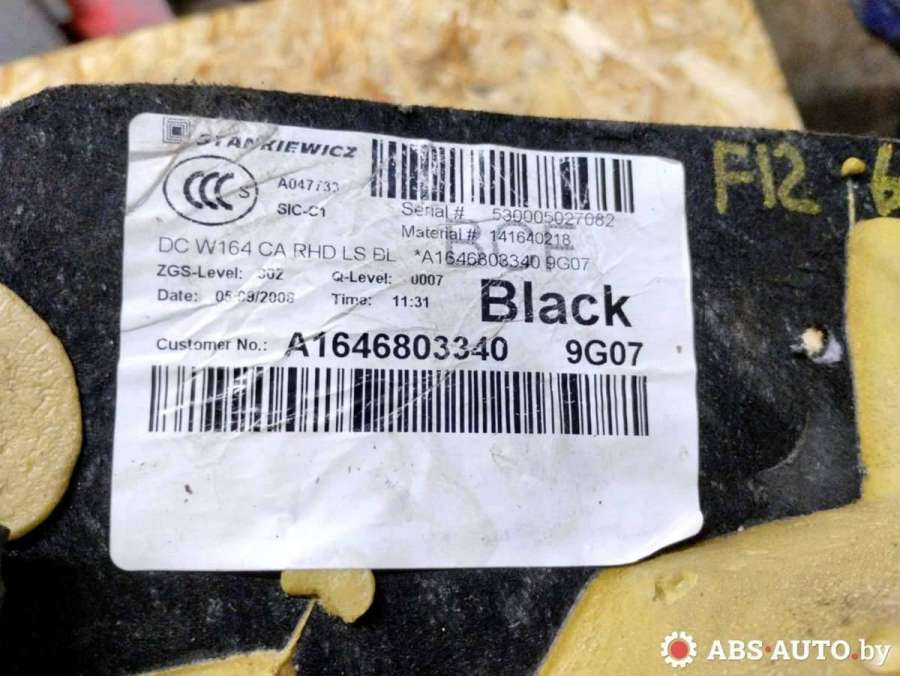 STANKIEWICZ
CCC S
A047733
SIC-C1
Serial # 530005027082
Material # 141640218
DC W164 CA RHD LS BL *A1646803340 9G07
ZGS-Level: 002 Q-Level: 0007
Date: 05/09/2008 Time: 11:31
Black
Customer No.: A1646803340 9G07
F12
ABS-AUTO.by